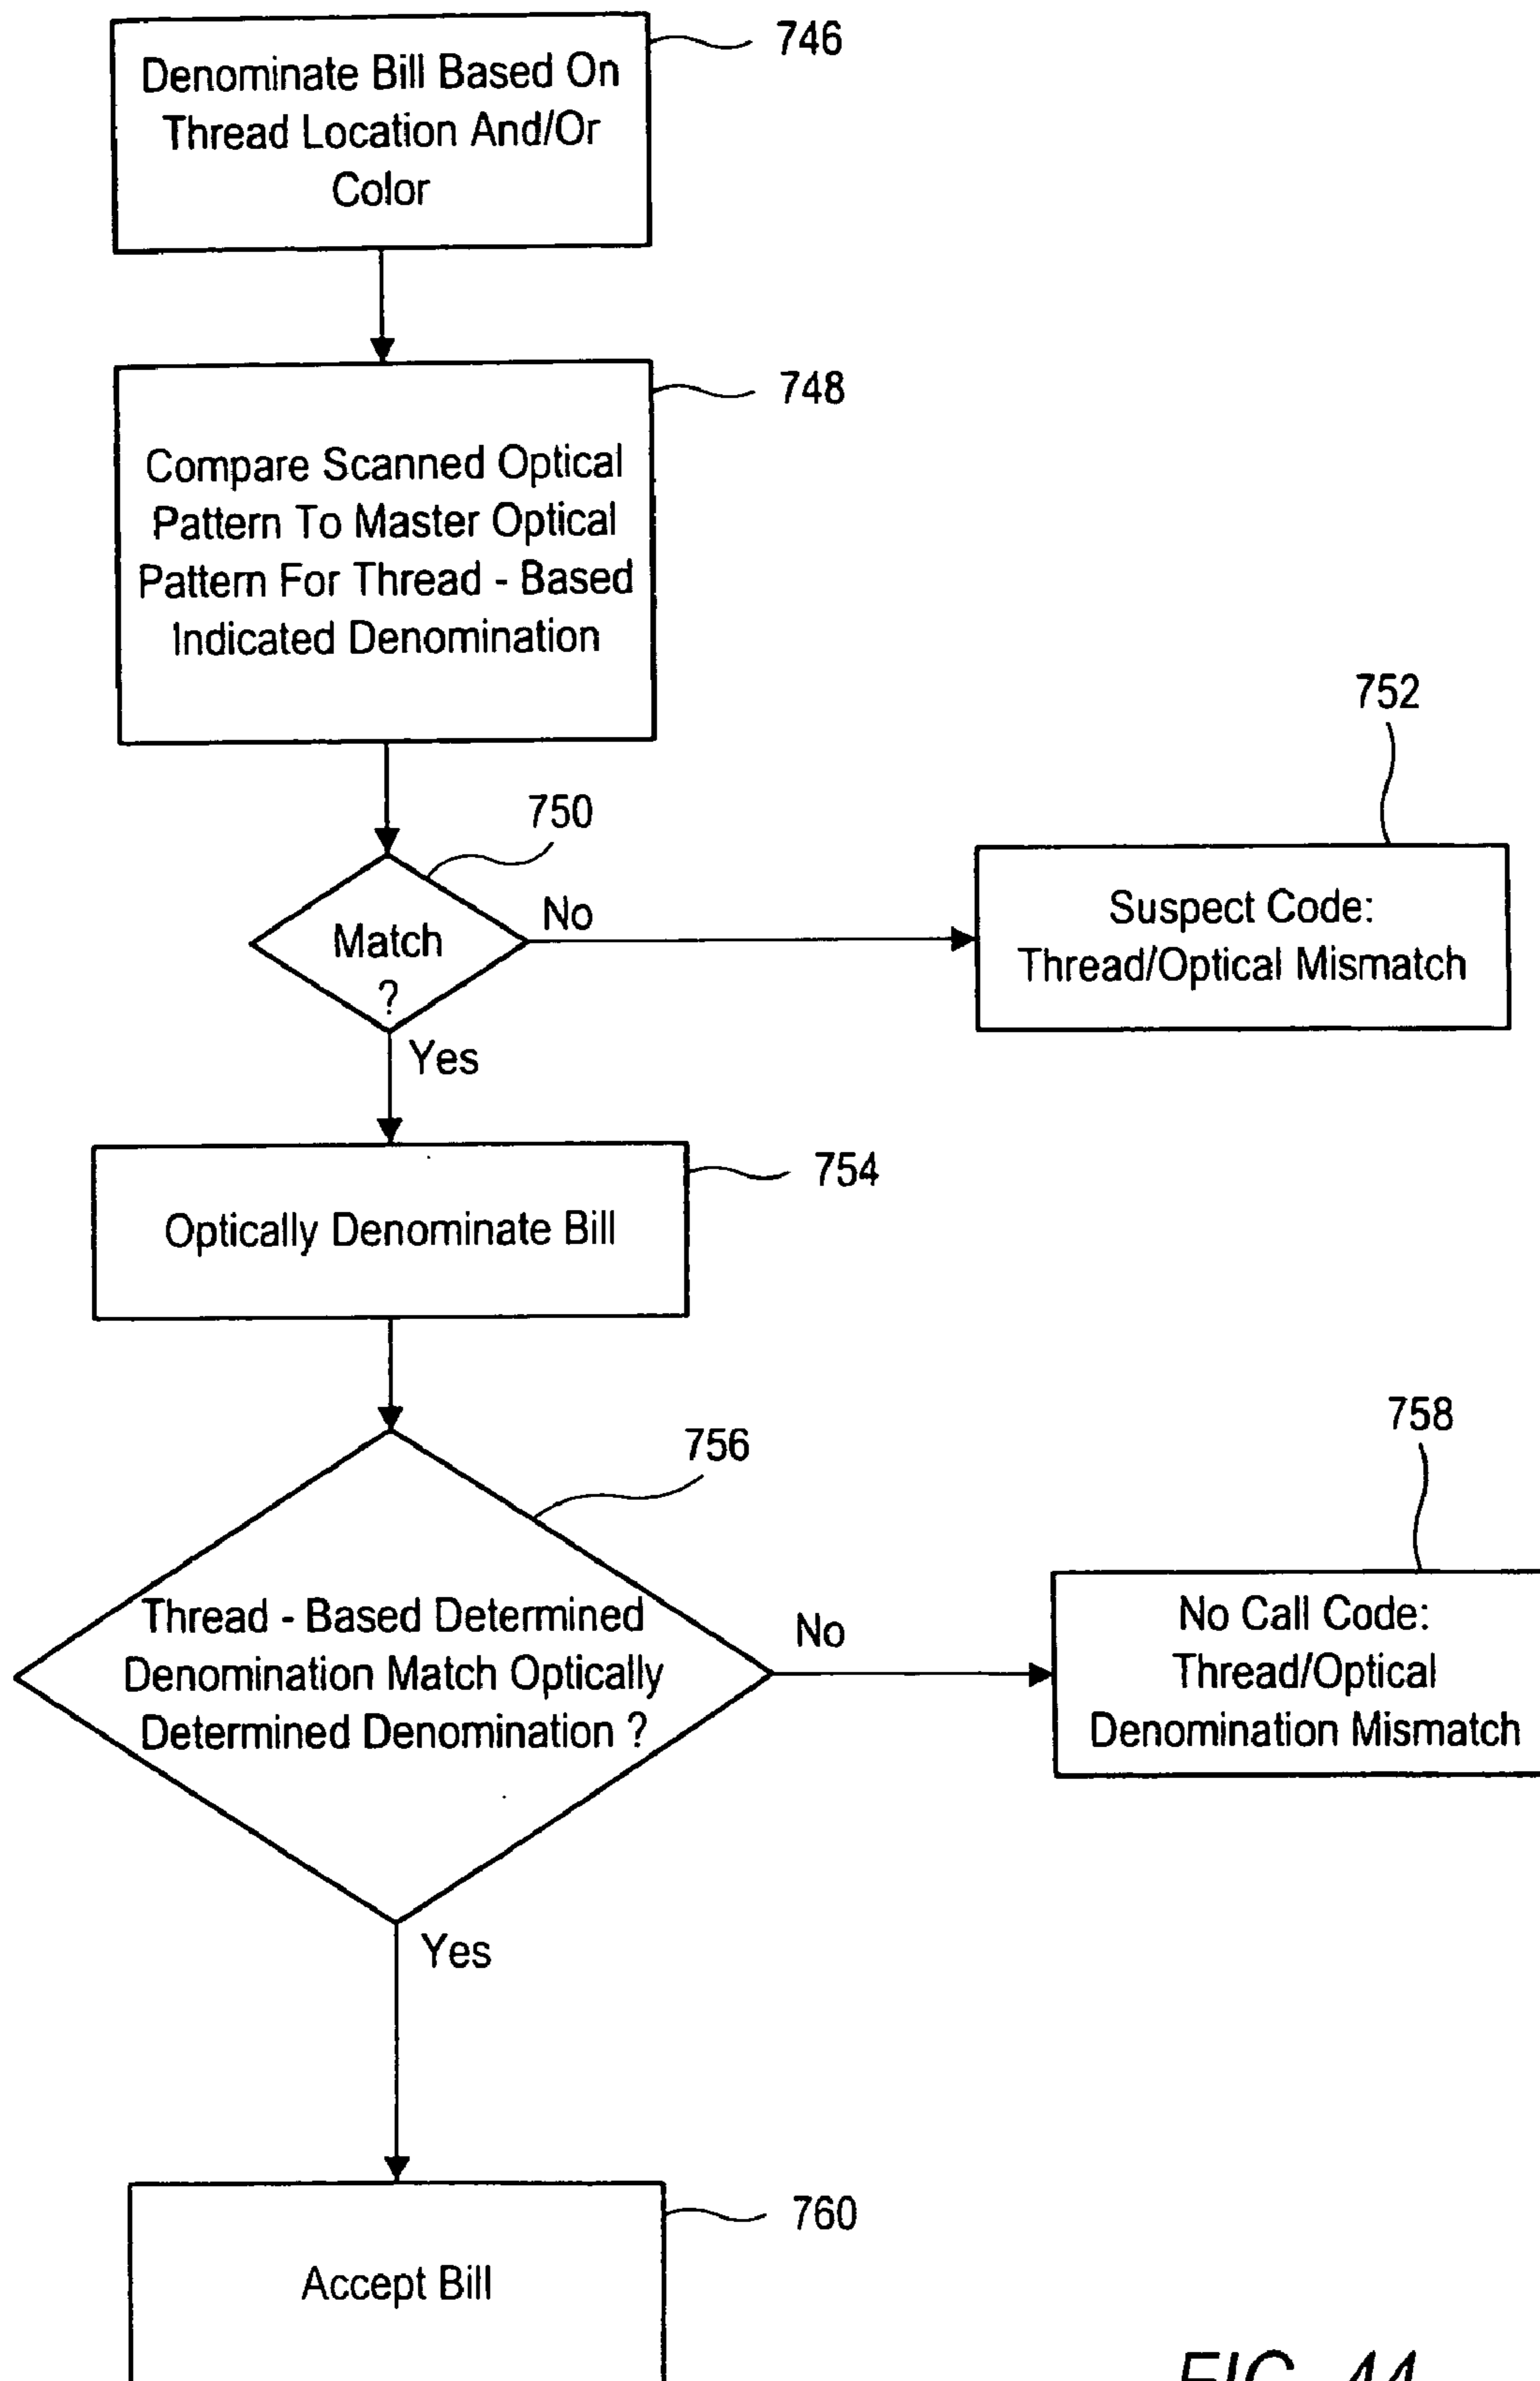 746
Denominate Bill Based On
Thread Location And/Or
Color
748
Compare Scanned Optical
Pattern To Master Optical
Pattern For Thread - Based
Indicated Denomination
752
750
Match
?
No
Suspect Code:
Thread/Optical Mismatch
Yes
754
Optically Denominate Bill
758
756
Thread - Based Determined
Denomination Match Optically
Determined Denomination ?
No
No Call Code:
Thread/Optical
Denomination Mismatch
Yes
760
Accept Bill
FIG. 44